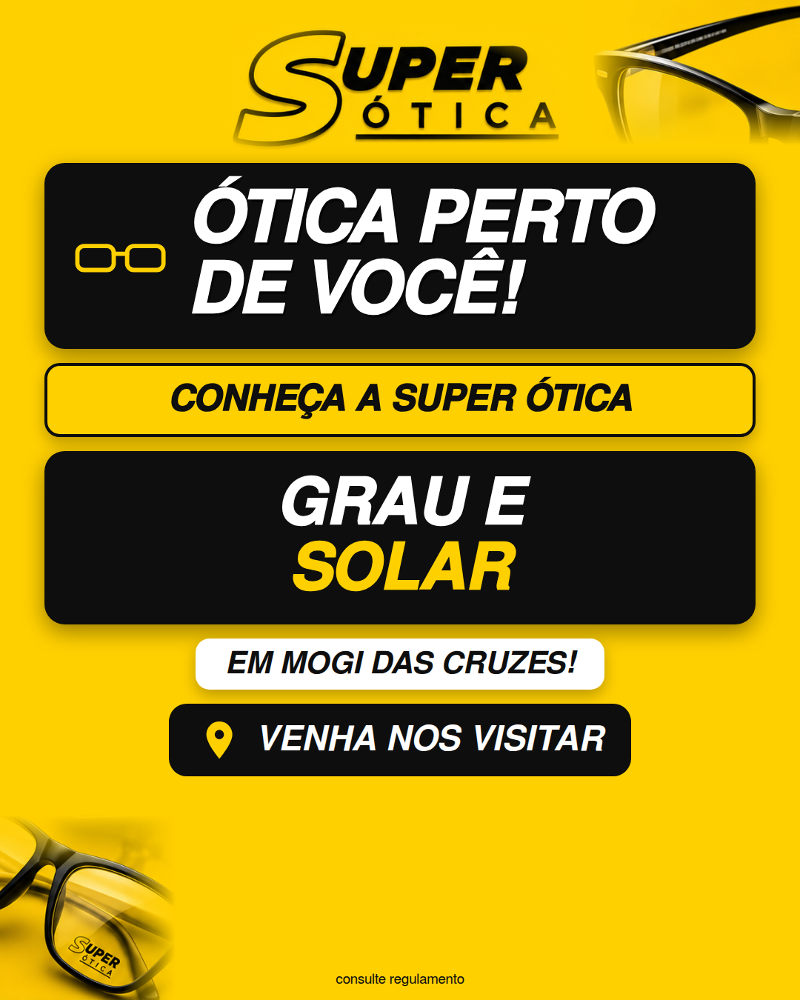 SUPER
ÓTICA
ÓTICA PERTO
DE VOCÊ!
CONHEÇA A SUPER ÓTICA
GRAU E
SOLAR
EM MOGI DAS CRUZES!
VENHA NOS VISITAR
SUPER
ÓTICA
consulte regulamento